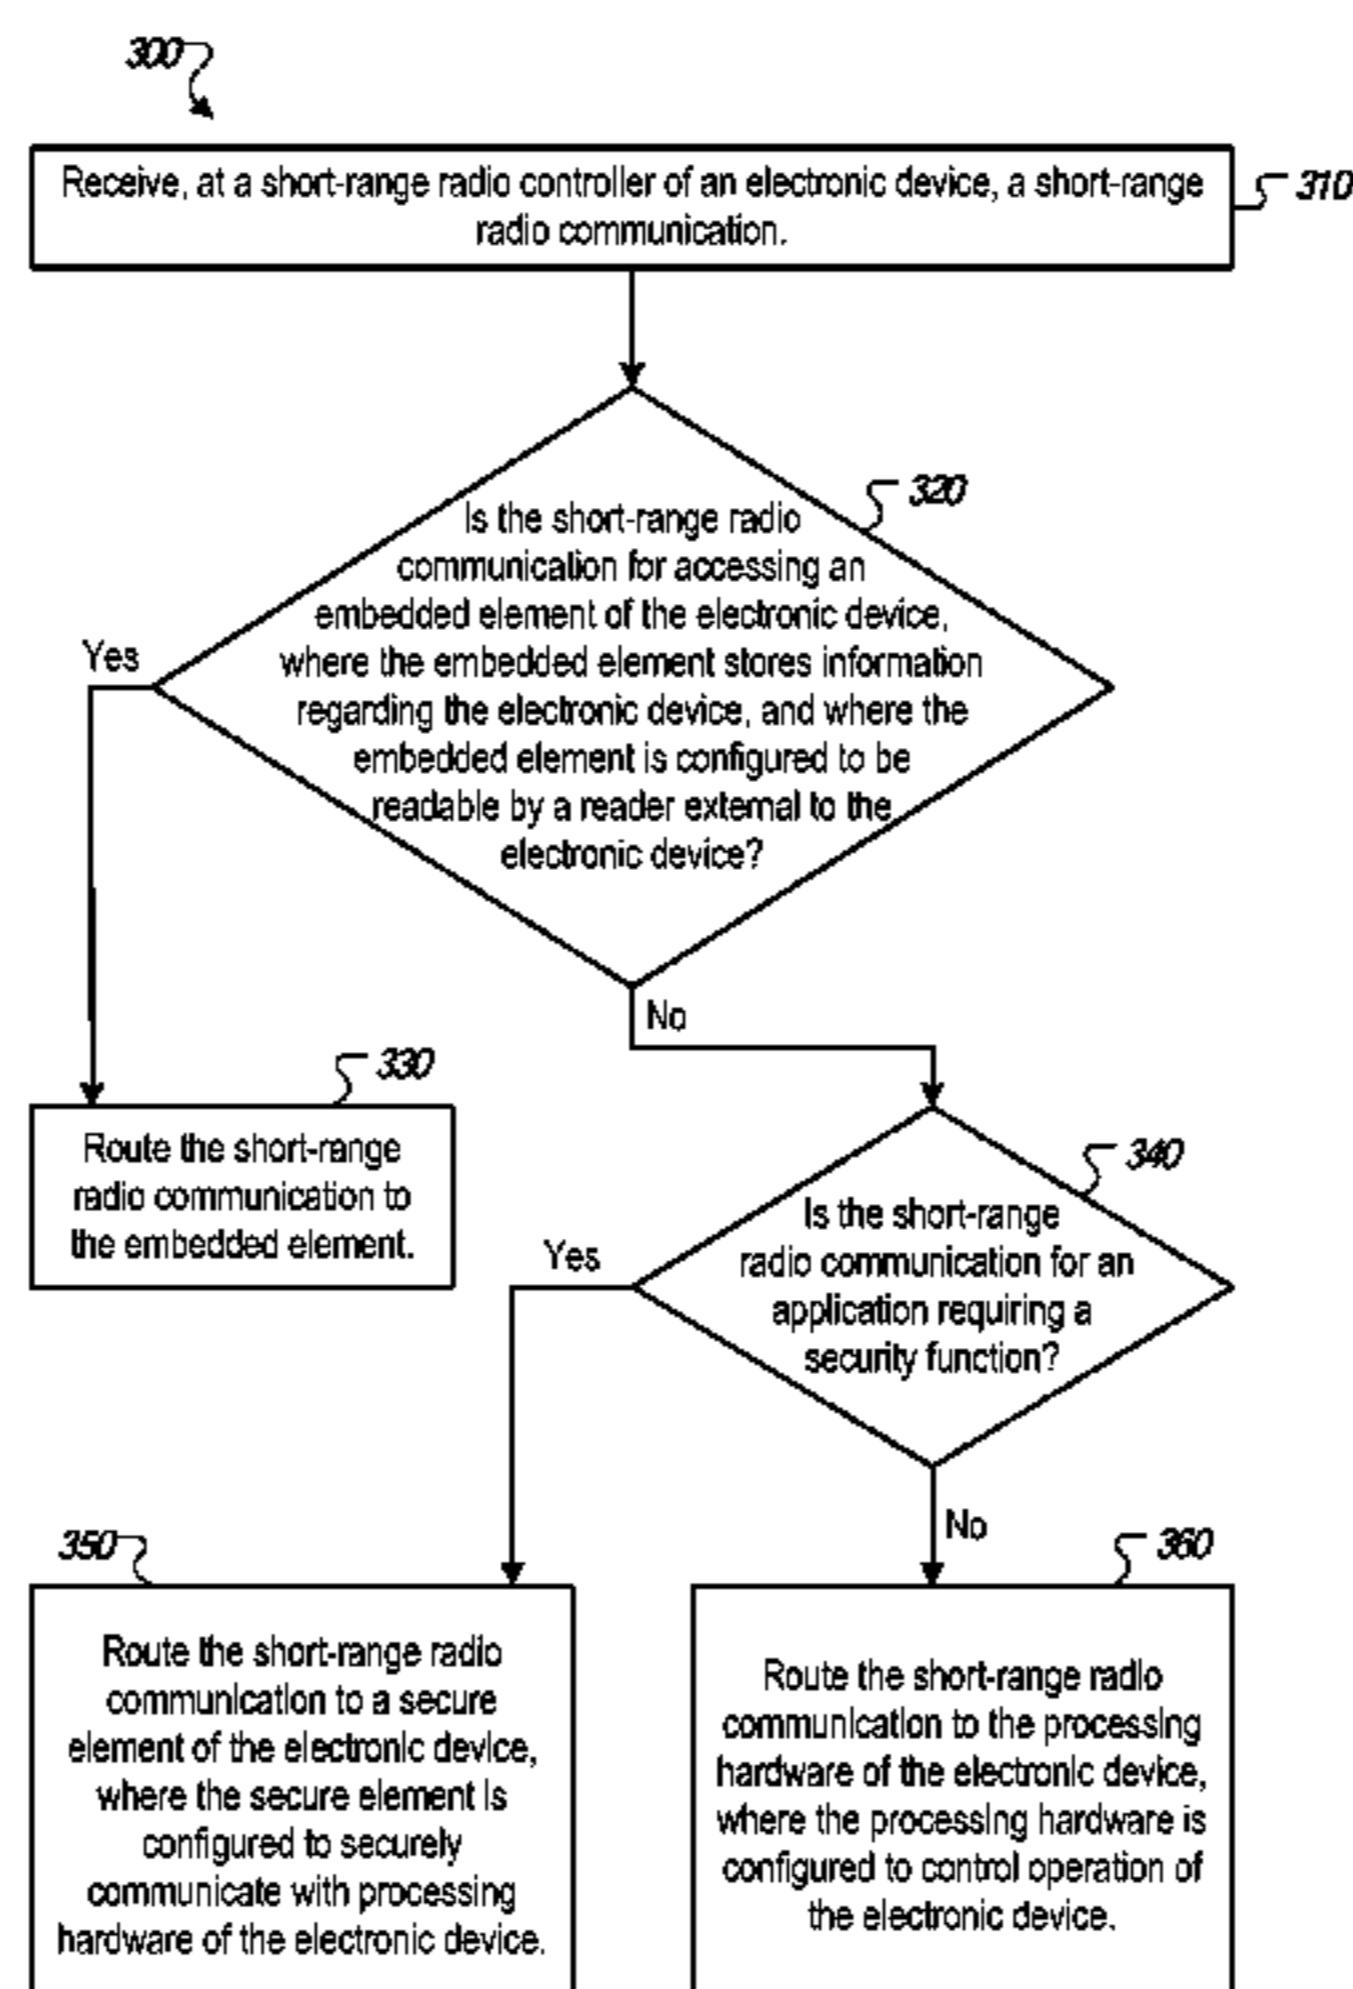 300
Receive, at a short-range radio controller of an electronic device, a short-range
radio communication.
310
320
Is the short-range radio
communication for accessing an
embedded element of the electronic device,
where the embedded element stores information
regarding the electronic device, and where the
embedded element is configured to be
readable by a reader external to the
electronic device?
Yes
No
330
Route the short-range
radio communication to
the embedded element.
340
Is the short-range
radio communication for an
application requiring a
security function?
Yes
No
350
Route the short-range radio
communication to a secure
element of the electronic device,
where the secure element is
configured to securely
communicate with processing
hardware of the electronic device.
360
Route the short-range radio
communication to the processing
hardware of the electronic device,
where the processing hardware is
configured to control operation of
the electronic device.